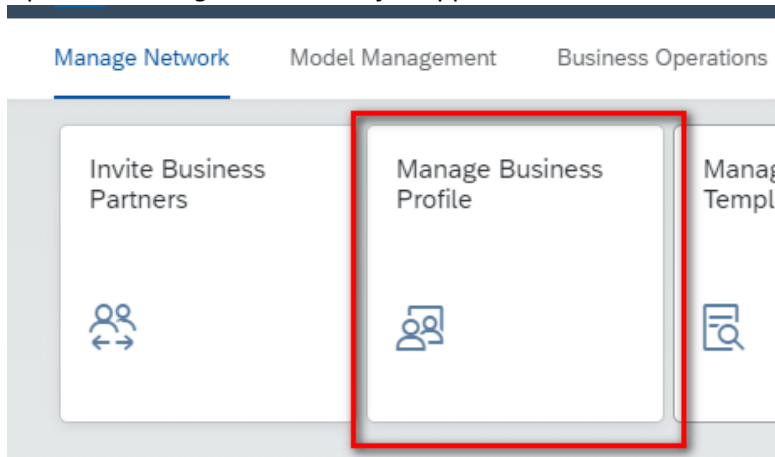 Manage Network Model Management Business Operations
Invite Business
Partners
Manage Business
Profile